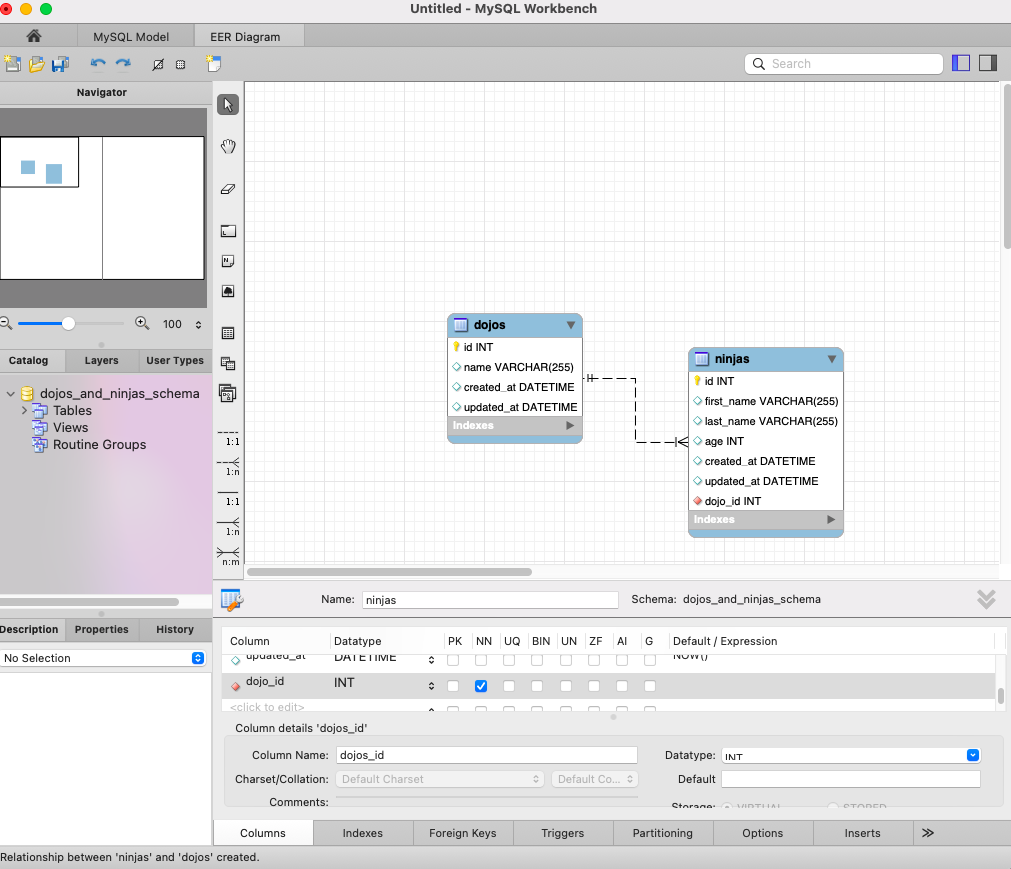 Untitled - MySQL Workbench
MySQL Model
EER Diagram
Search
Navigator
100
Catalog
Layers
User Types
dojos_and_ninjas_schema
Tables
Views
Routine Groups
1:1
1:n
1:1
1:n
n:m
dojos
id INT
name VARCHAR(255)
created_at DATETIME
updated_at DATETIME
Indexes
ninjas
id INT
first_name VARCHAR(255)
last_name VARCHAR(255)
age INT
created_at DATETIME
updated_at DATETIME
dojo_id INT
Indexes
Description
Properties
History
No Selection
Name: ninjas
Schema: dojos_and_ninjas_schema
Column Datatype PK NN UQ BIN UN ZF AI G Default / Expression
updated_at DATETIME NOW()
dojo_id INT
<click to edit>
Column details 'dojos_id'
Column Name: dojos_id
Datatype: INT
Charset/Collation: Default Charset Default Co...
Default
Comments:
Storage: VIRTUAL STORED
Columns
Indexes
Foreign Keys
Triggers
Partitioning
Options
Inserts
Relationship between 'ninjas' and 'dojos' created.